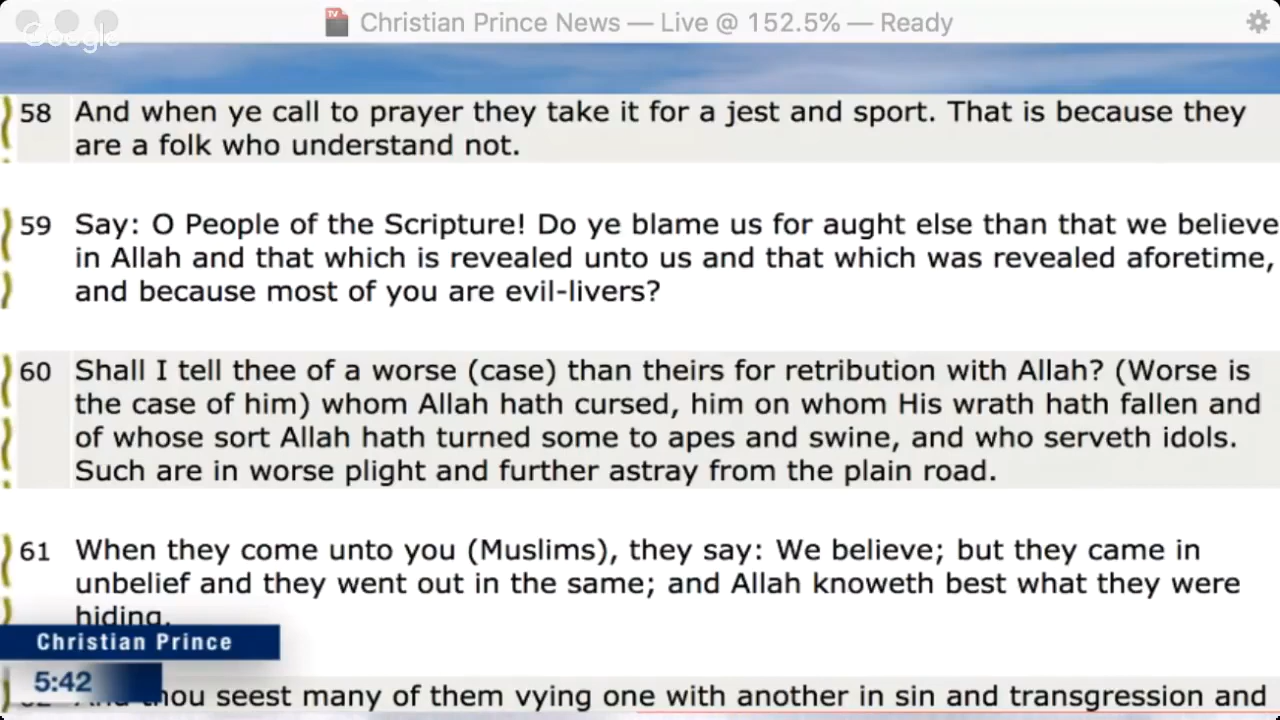 Christian Prince News — Live @ 152.5% — Ready
Google
58 And when ye call to prayer they take it for a jest and sport. That is because they
are a folk who understand not.
59 Say: O People of the Scripture! Do ye blame us for aught else than that we believe
in Allah and that which is revealed unto us and that which was revealed aforetime,
and because most of you are evil-livers?
60 Shall I tell thee of a worse (case) than theirs for retribution with Allah? (Worse is
the case of him) whom Allah hath cursed, him on whom His wrath hath fallen and
of whose sort Allah hath turned some to apes and swine, and who serveth idols.
Such are in worse plight and further astray from the plain road.
61 When they come unto you (Muslims), they say: We believe; but they came in
unbelief and they went out in the same; and Allah knoweth best what they were
hiding.
Christian Prince
5:42
thou seest many of them vying one with another in sin and transgression and